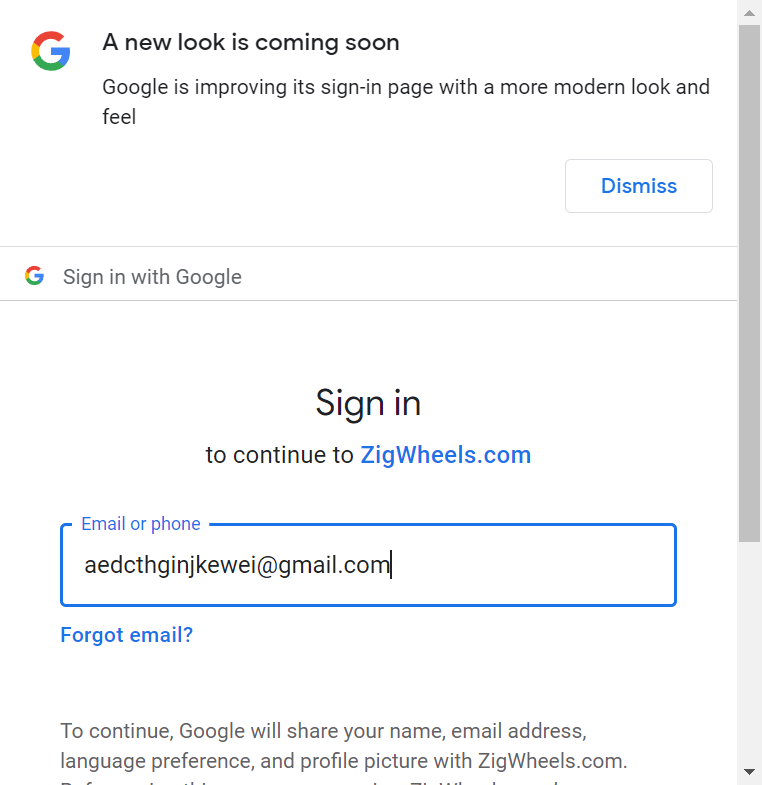 A new look is coming soon
Google is improving its sign-in page with a more modern look and
feel
Dismiss
Sign in with Google
Sign in
to continue to ZigWheels.com
Email or phone
aedcthginjkewei@gmail.com
Forgot email?
To continue, Google will share your name, email address,
language preference, and profile picture with ZigWheels.com.